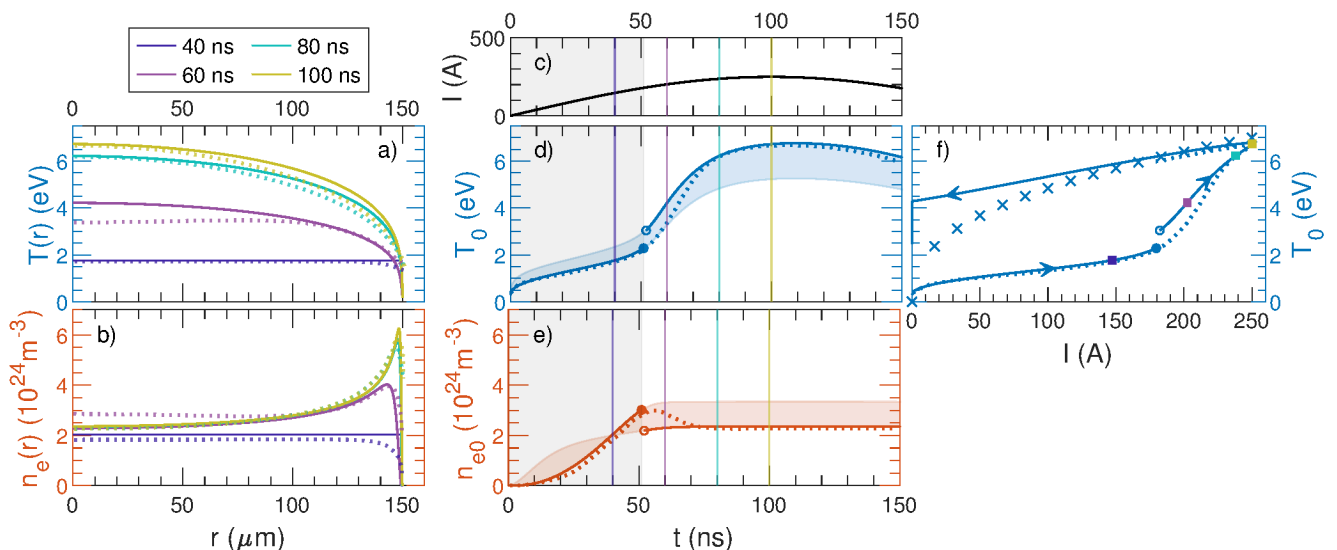 40 ns 80 ns
60 ns 100 ns
0 50 100 150
a)
T(r) (eV)
0 2 4 6
b)
n_e(r) (10^24 m^-3)
0 2 4 6
0 50 100 150
r (μm)
0 50 100 150
c)
I (A)
500
0
d)
T_0 (eV)
0 2 4 6
e)
n_e0 (10^24 m^-3)
0 2 4 6
0 50 100 150
t (ns)
f)
T_0 (eV)
0 2 4 6
0 50 100 150 200 250
I (A)